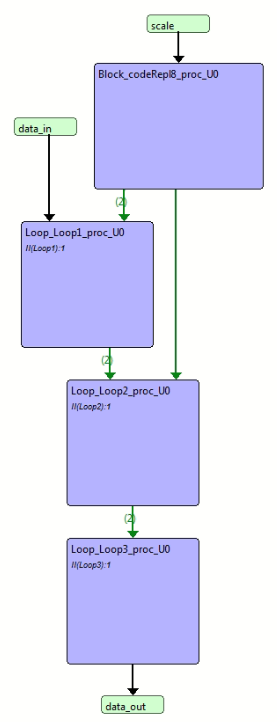 scale
Block_codeRepl8_proc_U0
data_in
(2)
Loop_Loop1_proc_U0
II(Loop1):1
(2)
Loop_Loop2_proc_U0
II(Loop2):1
(2)
Loop_Loop3_proc_U0
II(Loop3):1
data_out